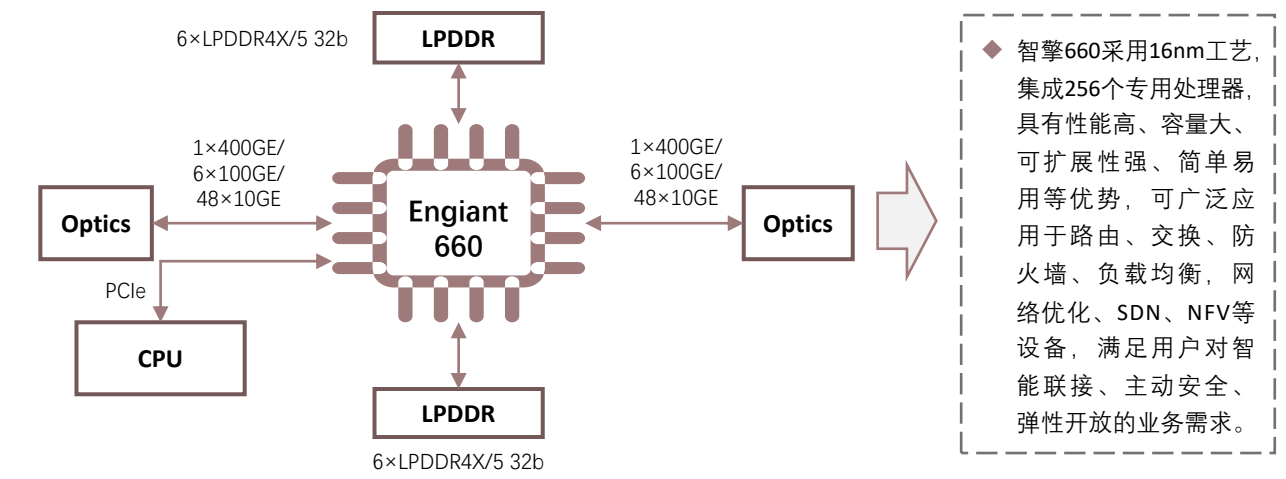 6×LPDDR4X/5 32b
LPDDR
1×400GE/
6×100GE/
48×10GE
1×400GE/
6×100GE/
48×10GE
Optics
Engiant
660
Optics
PCIe
CPU
LPDDR
6×LPDDR4X/5 32b
智擎660采用16nm工艺,
集成256个专用处理器,
具有性能高、容量大、
可扩展性强、简单易
用等优势, 可广泛应
用于路由、交换、防
火墙、负载均衡, 网
络优化、SDN、NFV等
设备, 满足用户对智
能联接、主动安全、
弹性开放的业务需求。